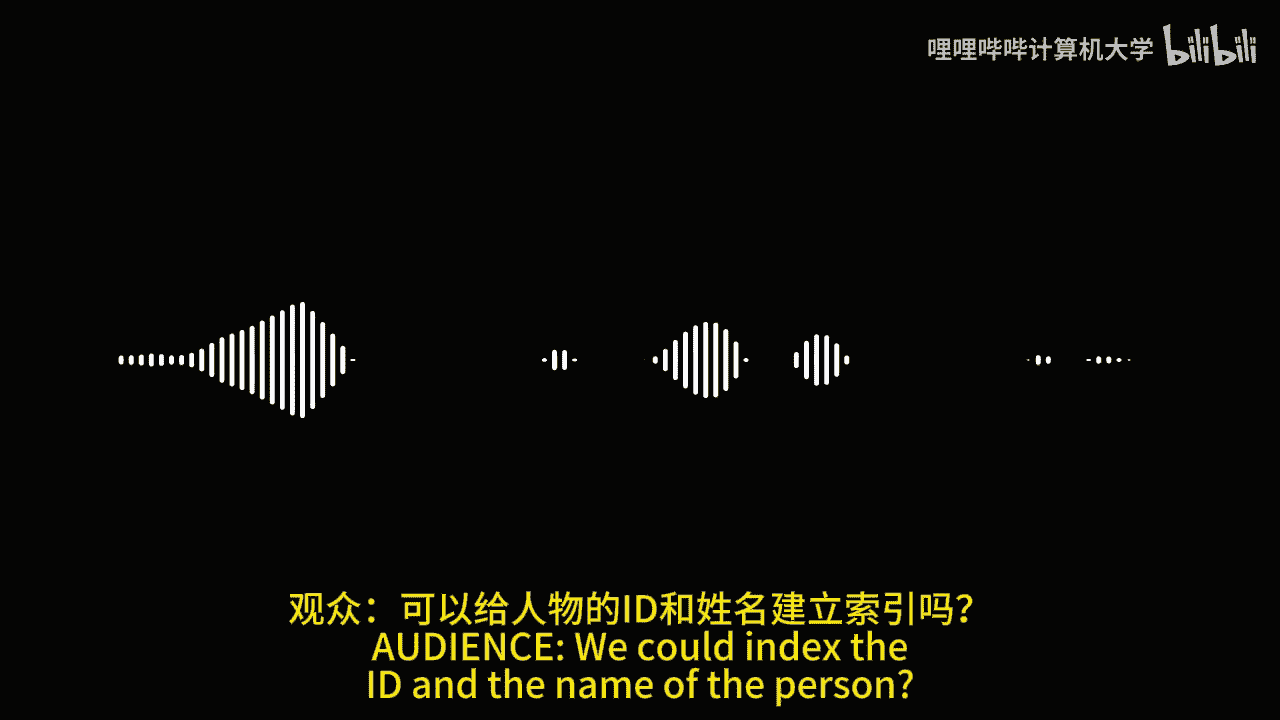 哩哩哔哔计算机大学 bilibili
观众：可以给人物的ID和姓名建立索引吗？
AUDIENCE: We could index the
ID and the name of the person?